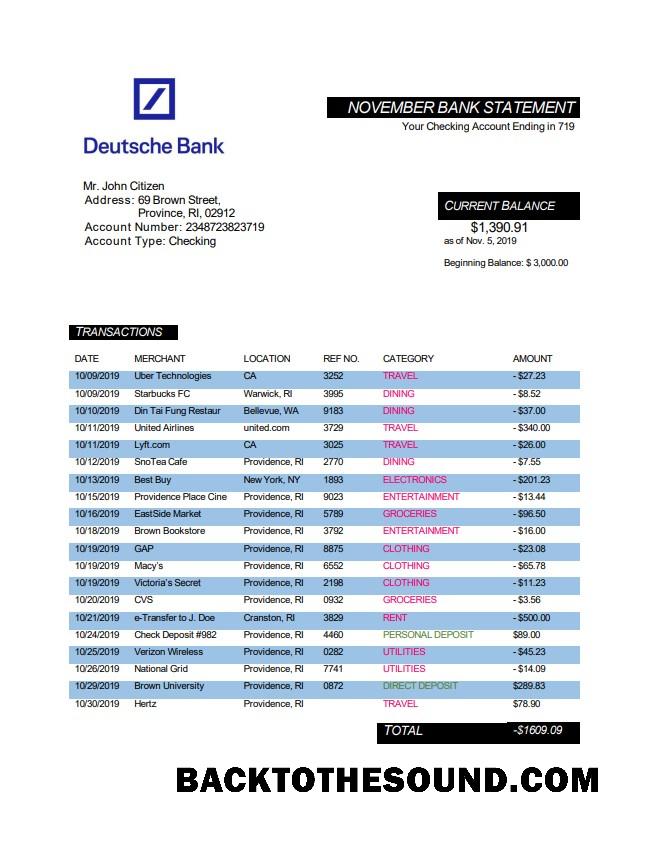 Deutsche Bank
NOVEMBER BANK STATEMENT
Your Checking Account Ending in 719
Mr. John Citizen
Address: 69 Brown Street,
Province, RI, 02912
Account Number: 2348723823719
Account Type: Checking
CURRENT BALANCE
$1,390.91
as of Nov. 5, 2019
Beginning Balance: $ 3,000.00
TRANSACTIONS
DATE MERCHANT LOCATION REF NO. CATEGORY AMOUNT
10/09/2019 Uber Technologies CA 3252 TRAVEL - $27.23
10/09/2019 Starbucks FC Warwick, RI 3995 DINING - $8.52
10/10/2019 Din Tai Fung Restaur Bellevue, WA 9183 DINING - $37.00
10/11/2019 United Airlines united.com 3729 TRAVEL - $340.00
10/11/2019 Lyft.com CA 3025 TRAVEL - $26.00
10/12/2019 SnoTea Cafe Providence, RI 2770 DINING - $7.55
10/13/2019 Best Buy New York, NY 1893 ELECTRONICS - $201.23
10/15/2019 Providence Place Cine Providence, RI 9023 ENTERTAINMENT - $13.44
10/16/2019 EastSide Market Providence, RI 5789 GROCERIES - $96.50
10/18/2019 Brown Bookstore Providence, RI 3792 ENTERTAINMENT - $16.00
10/19/2019 GAP Providence, RI 8875 CLOTHING - $23.08
10/19/2019 Macy's Providence, RI 6552 CLOTHING - $65.78
10/19/2019 Victoria's Secret Providence, RI 2198 CLOTHING - $11.23
10/20/2019 CVS Providence, RI 0932 GROCERIES - $3.56
10/21/2019 e-Transfer to J. Doe Cranston, RI 3829 RENT - $500.00
10/24/2019 Check Deposit #982 Providence, RI 4460 PERSONAL DEPOSIT $89.00
10/25/2019 Verizon Wireless Providence, RI 0282 UTILITIES - $45.23
10/26/2019 National Grid Providence, RI 7741 UTILITIES - $14.09
10/29/2019 Brown University Providence, RI 0872 DIRECT DEPOSIT $289.83
10/30/2019 Hertz Providence, RI TRAVEL $78.90
TOTAL -$1609.09
BACKTOTHESOUND.COM